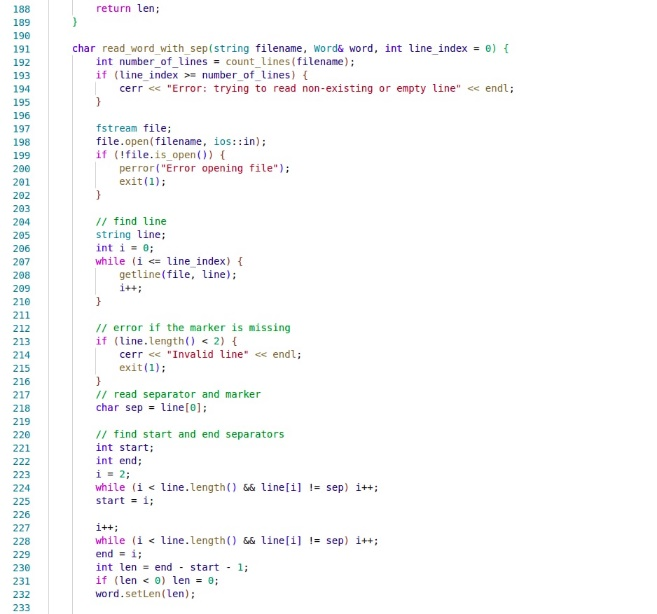 188 return len;
189 }
190
191 char read_word_with_sep(string filename, Word& word, int line_index = 0) {
192 int number_of_lines = count_lines(filename);
193 if (line_index >= number_of_lines) {
194 cerr << "Error: trying to read non-existing or empty line" << endl;
195 }
196
197 fstream file;
198 file.open(filename, ios::in);
199 if (!file.is_open()) {
200 perror("Error opening file");
201 exit(1);
202 }
203
204 // find line
205 string line;
206 int i = 0;
207 while (i <= line_index) {
208 getline(file, line);
209 i++;
210 }
211
212 // error if the marker is missing
213 if (line.length() < 2) {
214 cerr << "Invalid line" << endl;
215 exit(1);
216 }
217 // read separator and marker
218 char sep = line[0];
219
220 // find start and end separators
221 int start;
222 int end;
223 i = 2;
224 while (i < line.length() && line[i] != sep) i++;
225 start = i;
226
227 i++;
228 while (i < line.length() && line[i] != sep) i++;
229 end = i;
230 int len = end - start - 1;
231 if (len < 0) len = 0;
232 word.setLen(len);
233